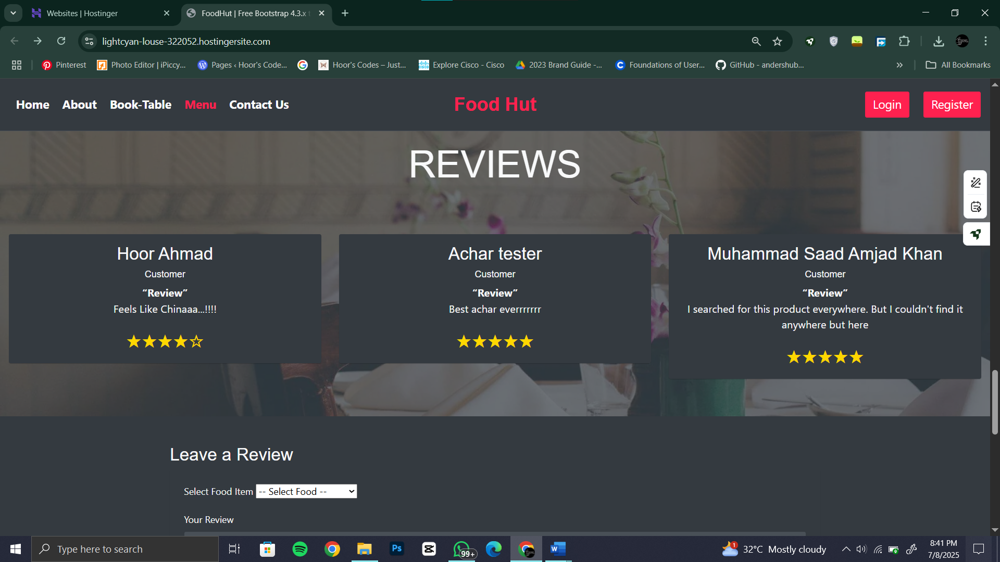 Websites | Hostinger
FoodHut | Free Bootstrap 4.3.x t
lightcyan-louse-322052.hostingersite.com
Pinterest
Photo Editor | iPiccy...
Pages ‹ Hoor's Code...
Hoor's Codes – Just...
Explore Cisco - Cisco
2023 Brand Guide -...
Foundations of User...
GitHub - andershub...
»
All Bookmarks
Home
About
Book-Table
Menu
Contact Us
Food Hut
Login
Register
REVIEWS
Hoor Ahmad
Customer
“Review”
Feels Like Chinaaa...!!!!
★★★★☆
Achar tester
Customer
“Review”
Best achar everrrrrrr
★★★★★
Muhammad Saad Amjad Khan
Customer
“Review”
I searched for this product everywhere. But I couldn't find it
anywhere but here
★★★★★
Leave a Review
Select Food Item
-- Select Food --
Your Review
Type here to search
Ps
99+
W
1
32°C Mostly cloudy
8:41 PM
7/8/2025